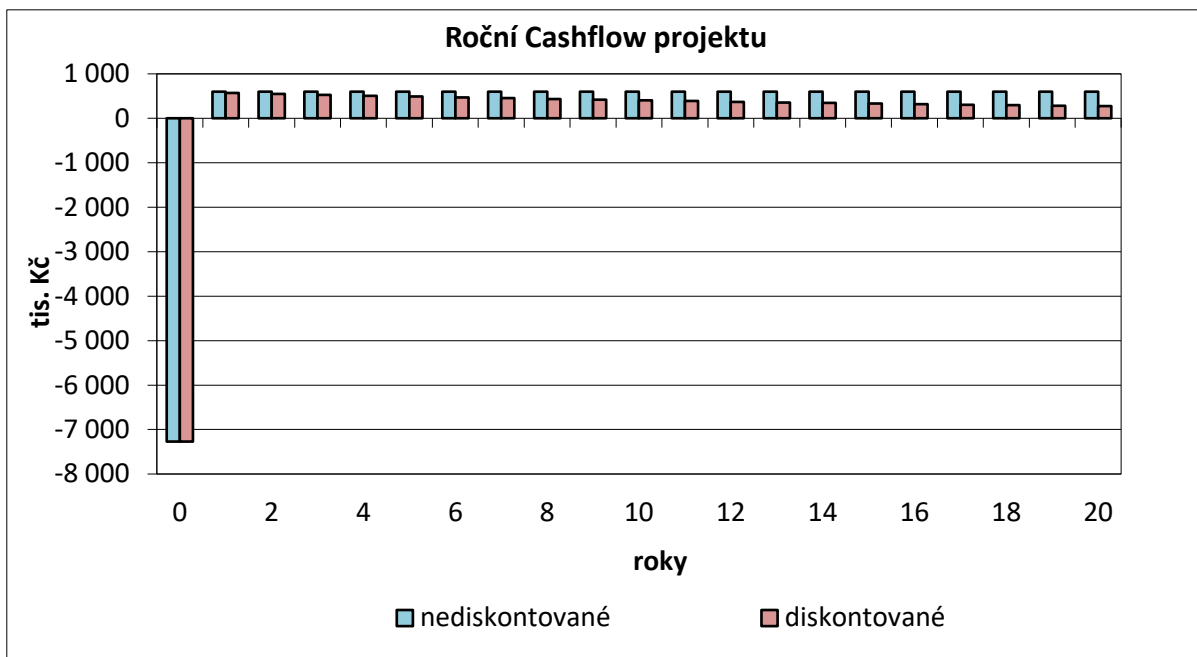 Roční Cashflow projektu
1 000
0
-1 000
-2 000
-3 000
-4 000
-5 000
-6 000
-7 000
-8 000
tis. Kč
0 2 4 6 8 10 12 14 16 18 20
roky
nediskontované diskontované